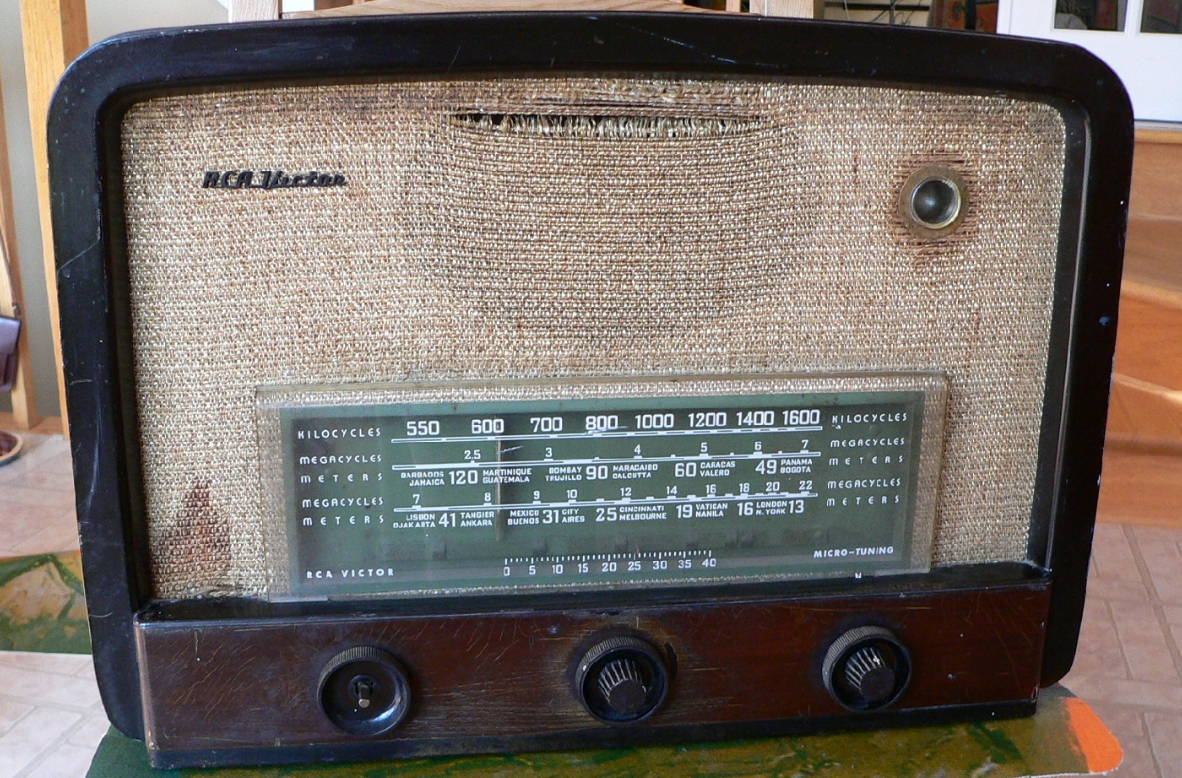 RCA Victor
KILOCYCLES 550 600 700 800 1000 1200 1400 1600 KILOCYCLES
MEGACYCLES 2.5 3 4 5 6 7 MEGACYCLES
METERS BARBADOS JAMAICA 120 MARTINIQUE GUATEMALA BOMBAY TRUJILLO 90 MARACAIBO CALCUTTA 60 CARACAS VALERO 49 PANAMA BOGOTA METERS
MEGACYCLES 7 8 9 10 12 14 16 18 20 22 MEGACYCLES
METERS LISBON DJAKARTA 41 TANGIER ANKARA MEXICO BUENOS 31 CITY AIRES 25 CINCINNATI MELBOURNE 19 VATICAN MANILA 16 LONDON N. YORK 13 METERS
MICRO-TUNING
0 5 10 15 20 25 30 35 40
RCA VICTOR